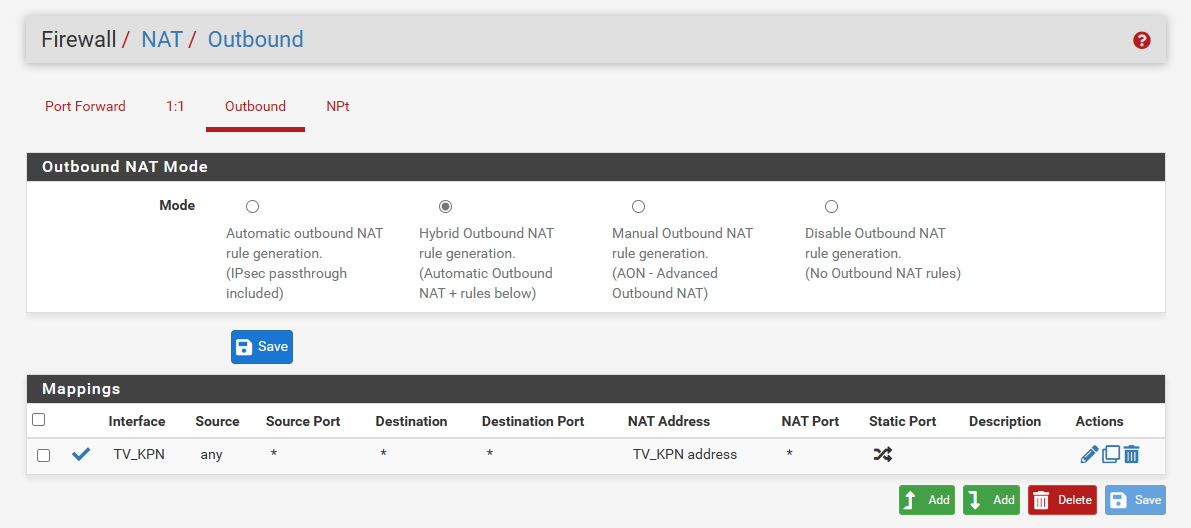 Firewall / NAT / Outbound
Port Forward 1:1 Outbound NPt
Outbound NAT Mode
Mode
Automatic outbound NAT
rule generation.
(IPsec passthrough
included)
Hybrid Outbound NAT
rule generation.
(Automatic Outbound
NAT + rules below)
Manual Outbound NAT
rule generation.
(AON - Advanced
Outbound NAT)
Disable Outbound NAT
rule generation.
(No Outbound NAT rules)
Save
Mappings
Interface Source Source Port Destination Destination Port NAT Address NAT Port Static Port Description Actions
TV_KPN any * * * TV_KPN address *
Add Add Delete Save